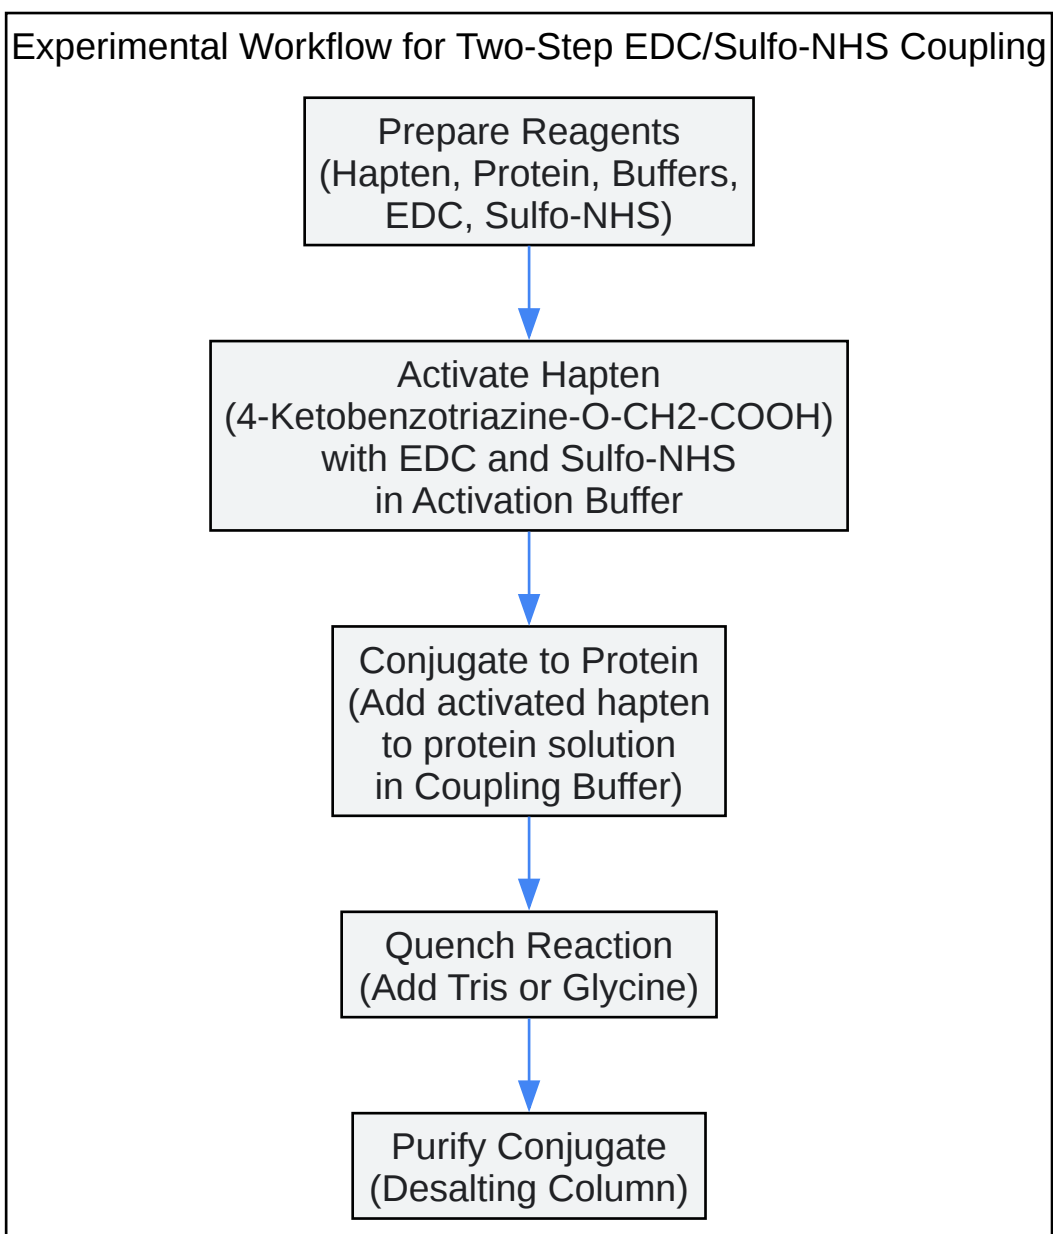 Experimental Workflow for Two-Step EDC/Sulfo-NHS Coupling
Prepare Reagents
(Hapten, Protein, Buffers,
EDC, Sulfo-NHS)
Activate Hapten
(4-Ketobenzotriazine-O-CH2-COOH)
with EDC and Sulfo-NHS
in Activation Buffer
Conjugate to Protein
(Add activated hapten
to protein solution
in Coupling Buffer)
Quench Reaction
(Add Tris or Glycine)
Purify Conjugate
(Desalting Column)